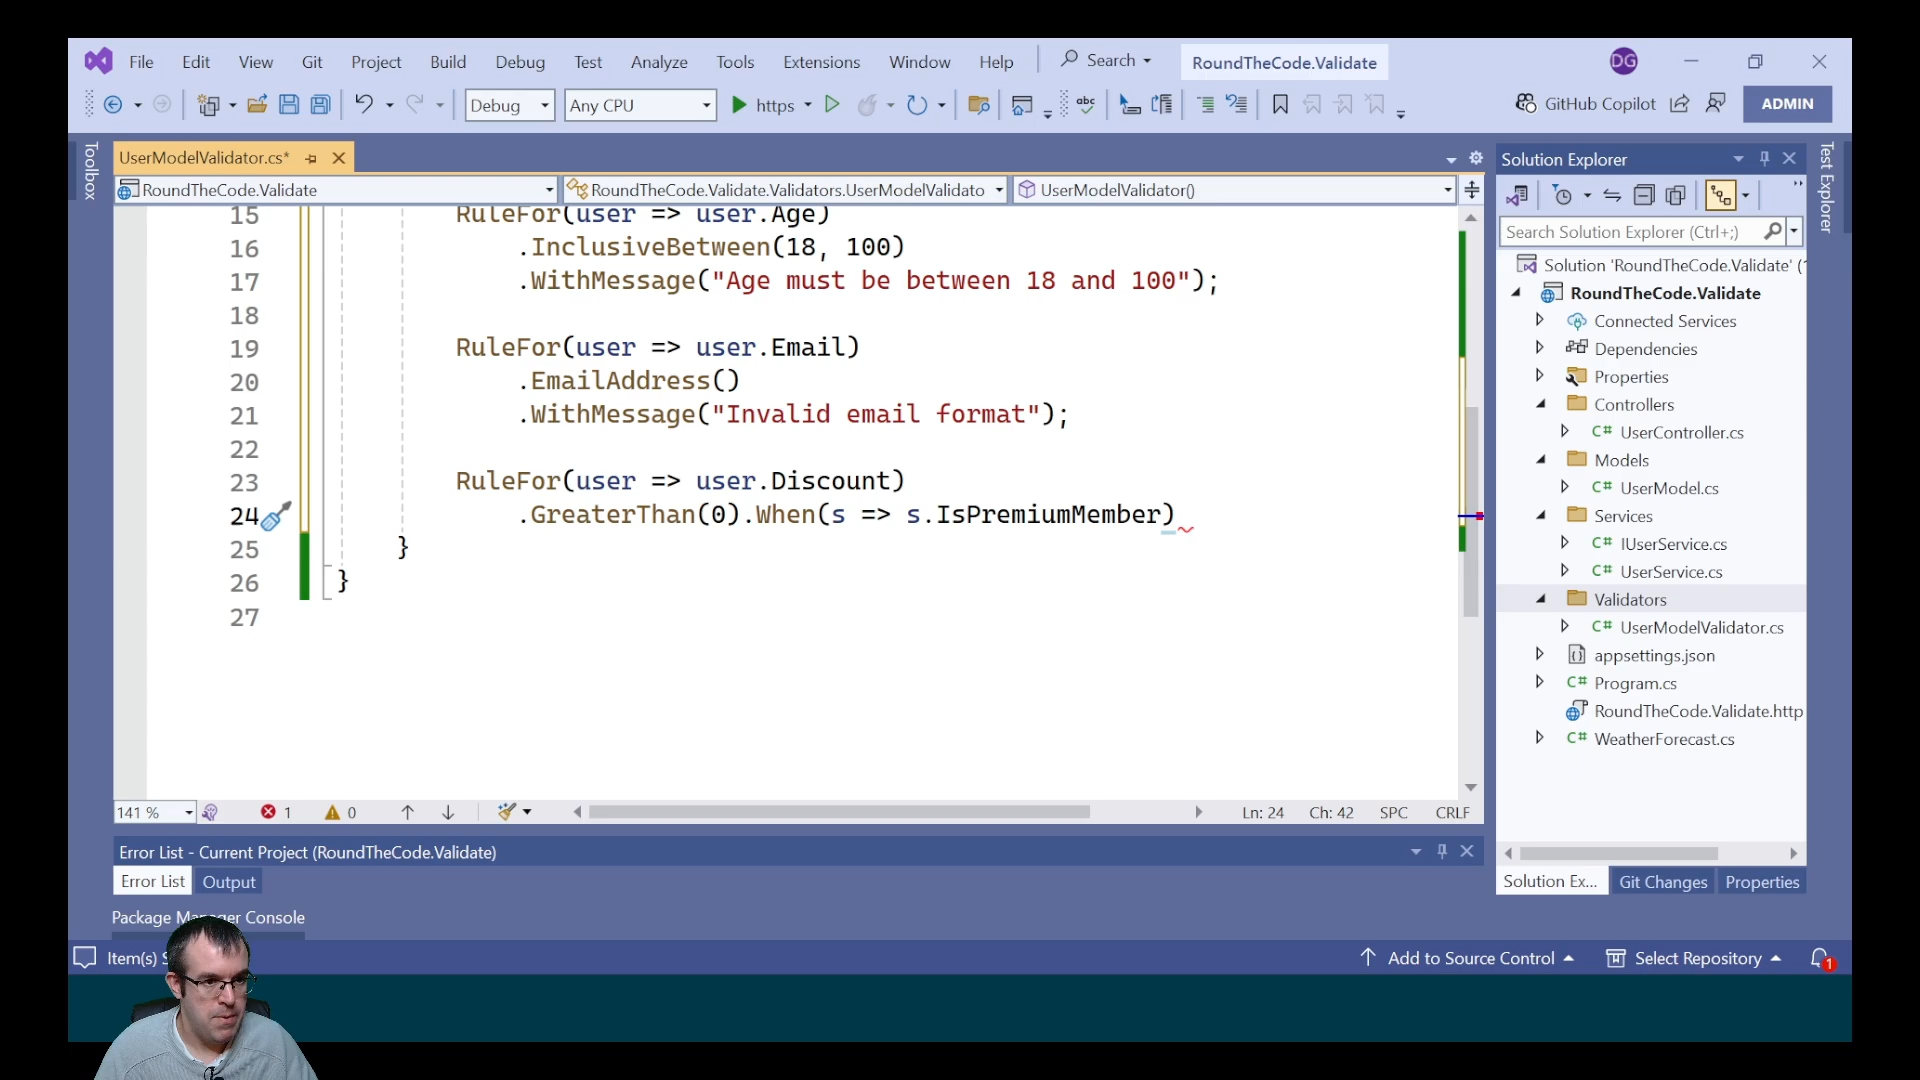 File Edit View Git Project Build Debug Test Analyze Tools Extensions Window Help Search RoundTheCode.Validate DG
Debug Any CPU https abc GitHub Copilot ADMIN
Toolbox
UserModelValidator.cs*
RoundTheCode.Validate RoundTheCode.Validate.Validators.UserModelValidato UserModelValidator()
15 RuleFor(user => user.Age)
16 .InclusiveBetween(18, 100)
17 .WithMessage("Age must be between 18 and 100");
18
19 RuleFor(user => user.Email)
20 .EmailAddress()
21 .WithMessage("Invalid email format");
22
23 RuleFor(user => user.Discount)
24 .GreaterThan(0).When(s => s.IsPremiumMember)
25 }
26 }
27
141 % 1 0 Ln: 24 Ch: 42 SPC CRLF
Error List - Current Project (RoundTheCode.Validate)
Error List Output
Package Manager Console
Solution Explorer
Search Solution Explorer (Ctrl+;)
Solution 'RoundTheCode.Validate' (
RoundTheCode.Validate
Connected Services
Dependencies
Properties
Controllers
C# UserController.cs
Models
C# UserModel.cs
Services
C# IUserService.cs
C# UserService.cs
Validators
C# UserModelValidator.cs
appsettings.json
C# Program.cs
RoundTheCode.Validate.http
C# WeatherForecast.cs
Solution Ex... Git Changes Properties
Test Explorer
Item(s) Add to Source Control Select Repository 1